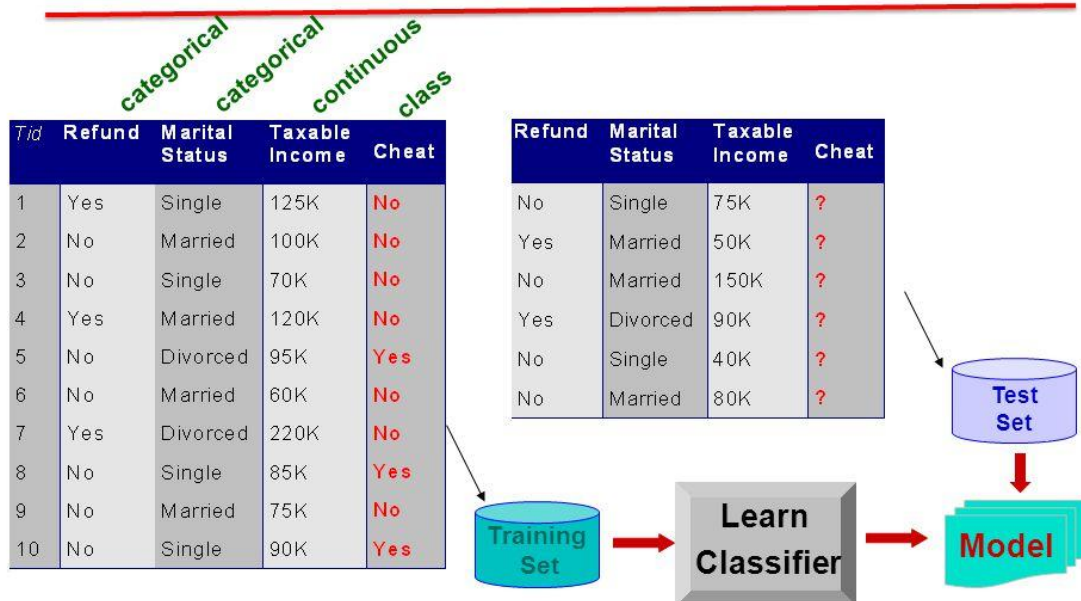 categorical categorical continuous class
Tid Refund Marital Status Taxable Income Cheat
1 Yes Single 125K No
2 No Married 100K No
3 No Single 70K No
4 Yes Married 120K No
5 No Divorced 95K Yes
6 No Married 60K No
7 Yes Divorced 220K No
8 No Single 85K Yes
9 No Married 75K No
10 No Single 90K Yes
Refund Marital Status Taxable Income Cheat
No Single 75K ?
Yes Married 50K ?
No Married 150K ?
Yes Divorced 90K ?
No Single 40K ?
No Married 80K ?
Test
Set
Training
Set
Learn
Classifier
Model